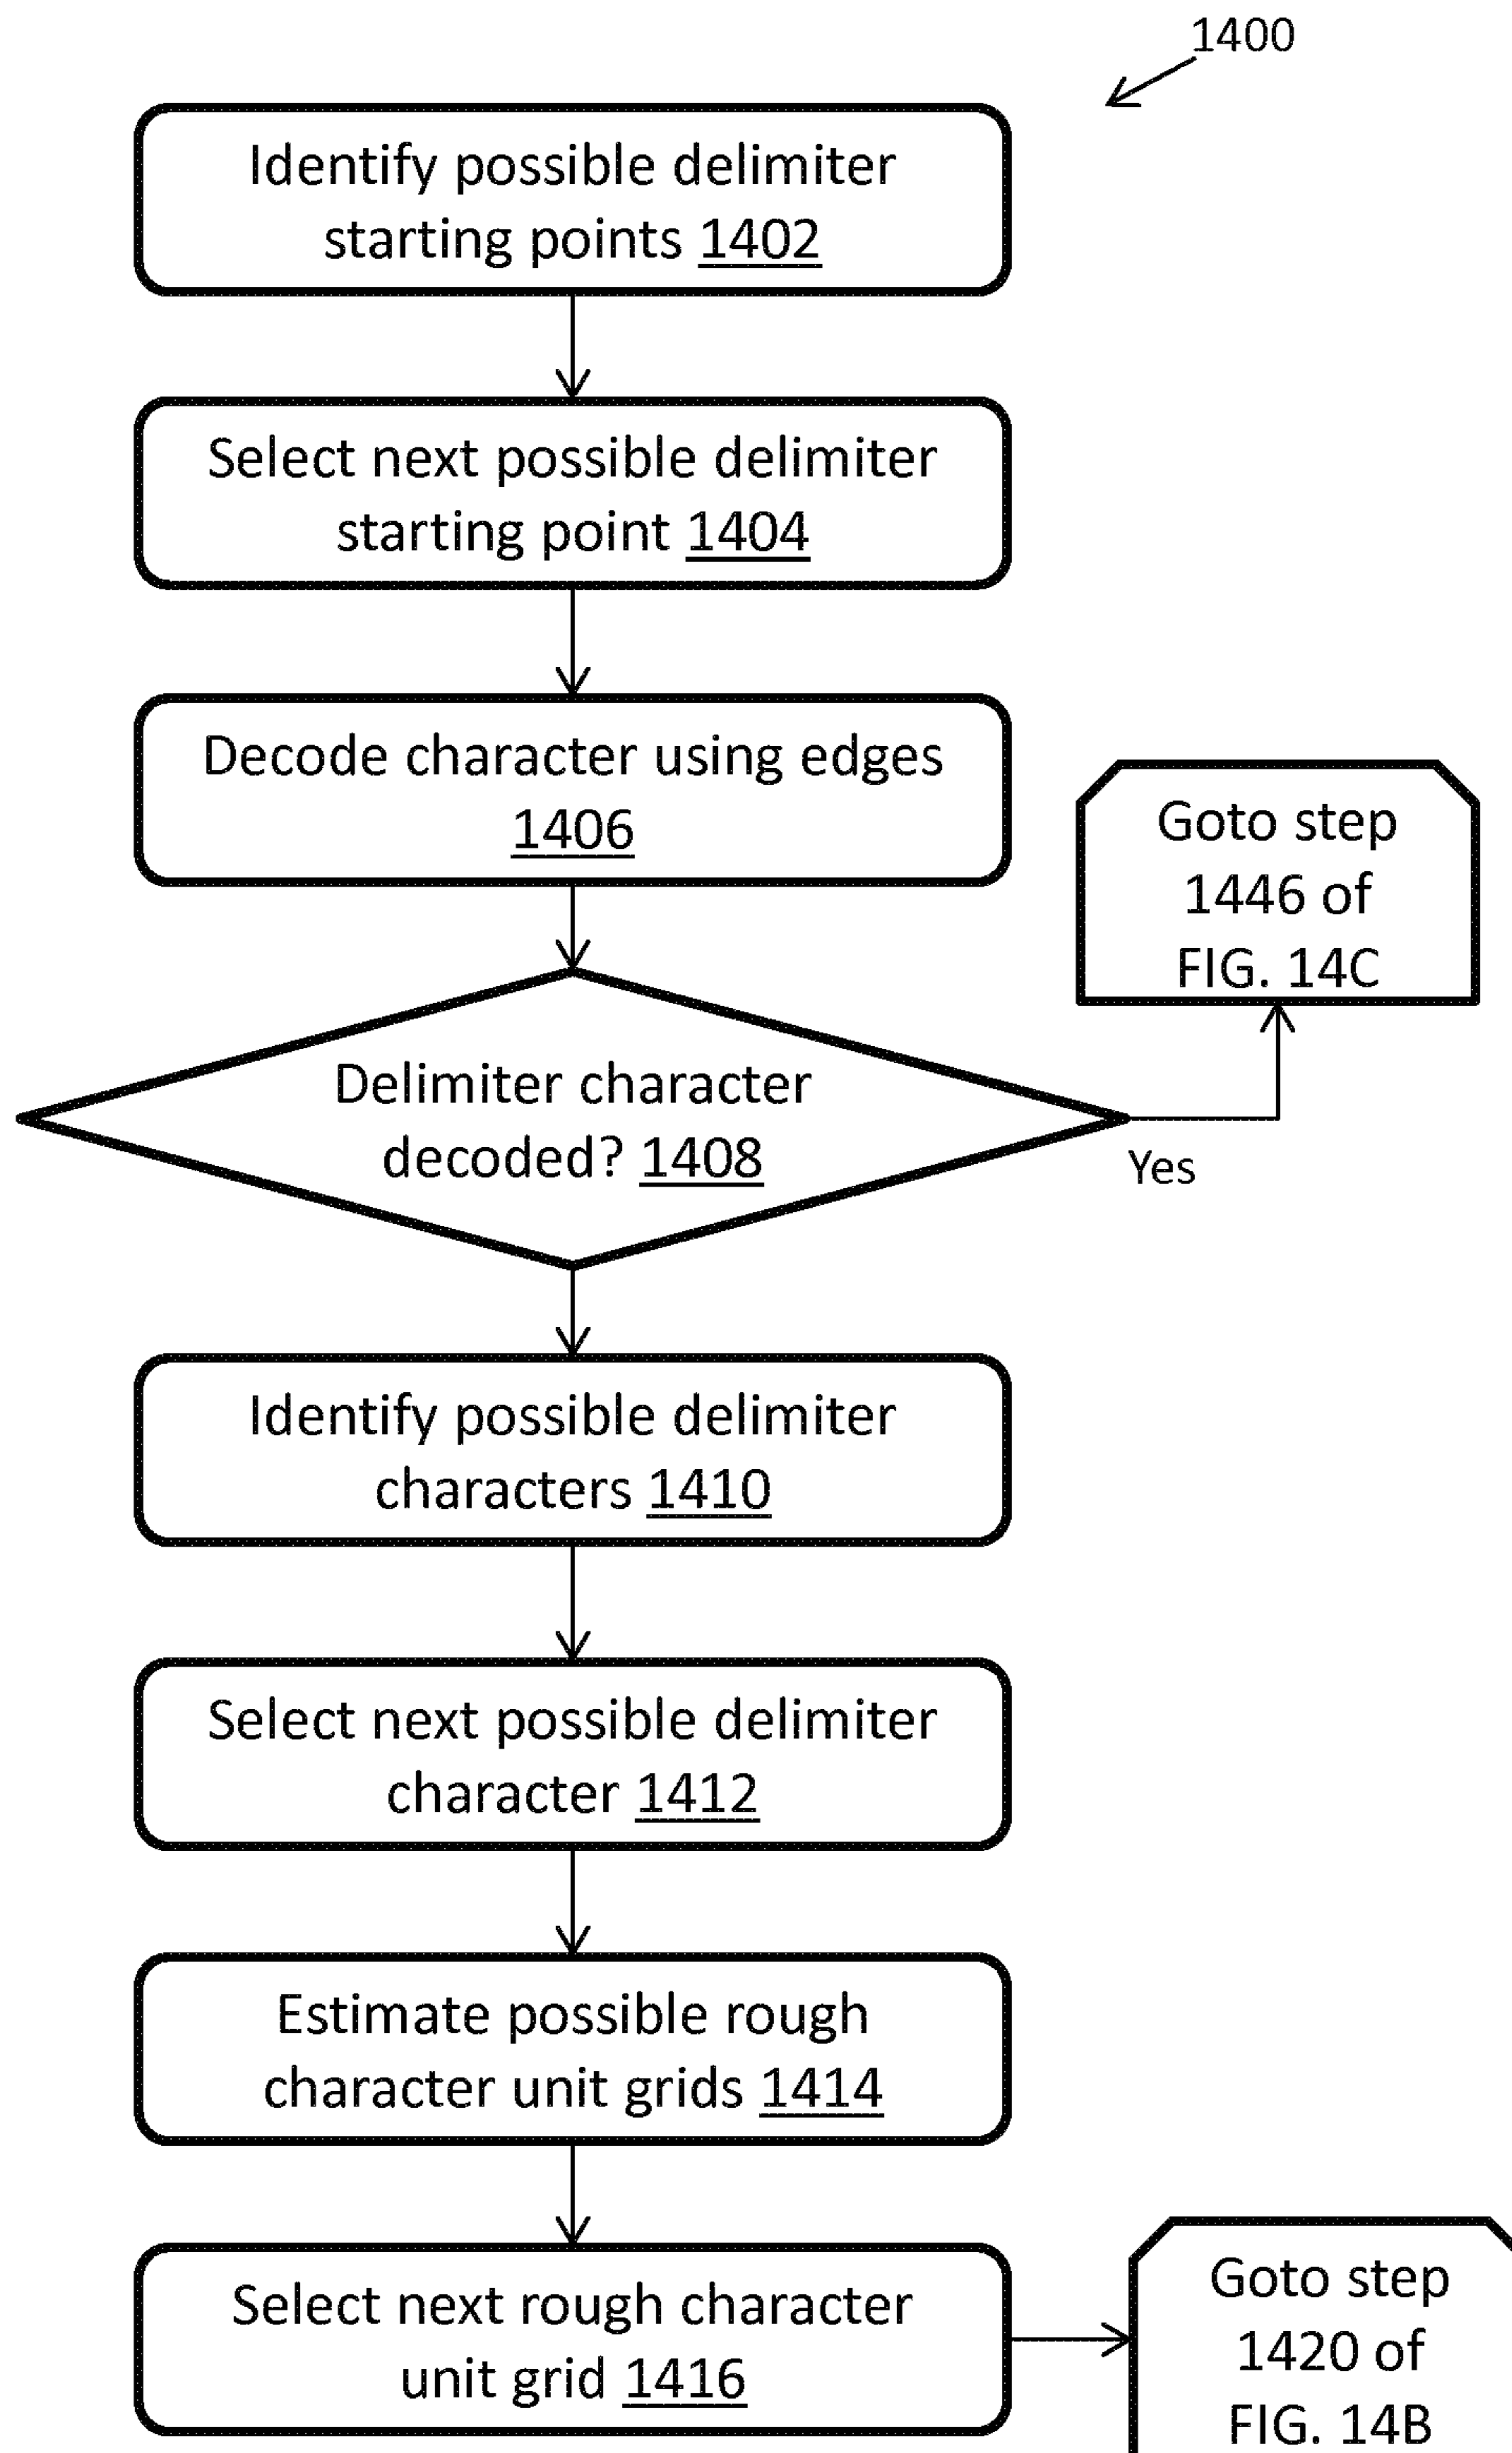 1400
Identify possible delimiter
starting points 1402
Select next possible delimiter
starting point 1404
Decode character using edges
1406
Goto step
1446 of
FIG. 14C
Delimiter character
decoded? 1408
Yes
Identify possible delimiter
characters 1410
Select next possible delimiter
character 1412
Estimate possible rough
character unit grids 1414
Select next rough character
unit grid 1416
Goto step
1420 of
FIG. 14B